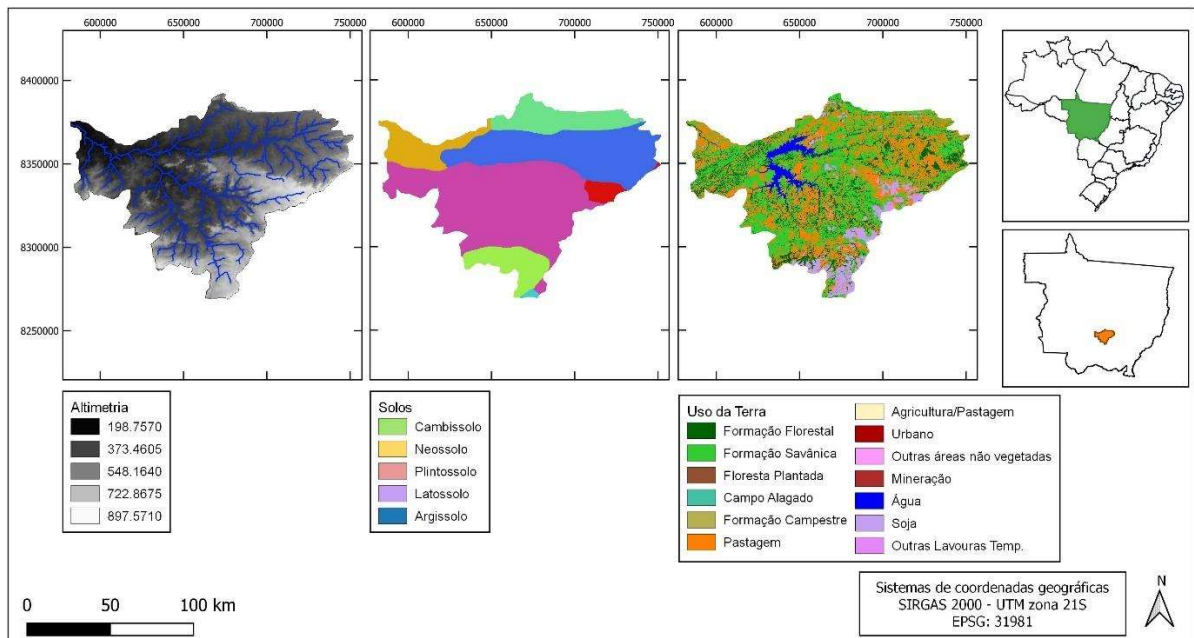 600000 650000 700000 750000 600000 650000 700000 750000 600000 650000 700000 750000
8400000
8350000
8300000
8250000
Altimetria
198.7570
373.4605
548.1640
722.8675
897.5710
Solos
Cambissolo
Neossolo
Plintossolo
Latossolo
Argissolo
Uso da Terra
Formação Florestal
Formação Savânica
Floresta Plantada
Campo Alagado
Formação Campestre
Pastagem
Agricultura/Pastagem
Urbano
Outras áreas não vegetadas
Mineração
Água
Soja
Outras Lavouras Temp.
0 50 100 km
Sistemas de coordenadas geográficas
SIRGAS 2000 - UTM zona 21S
EPSG: 31981
N